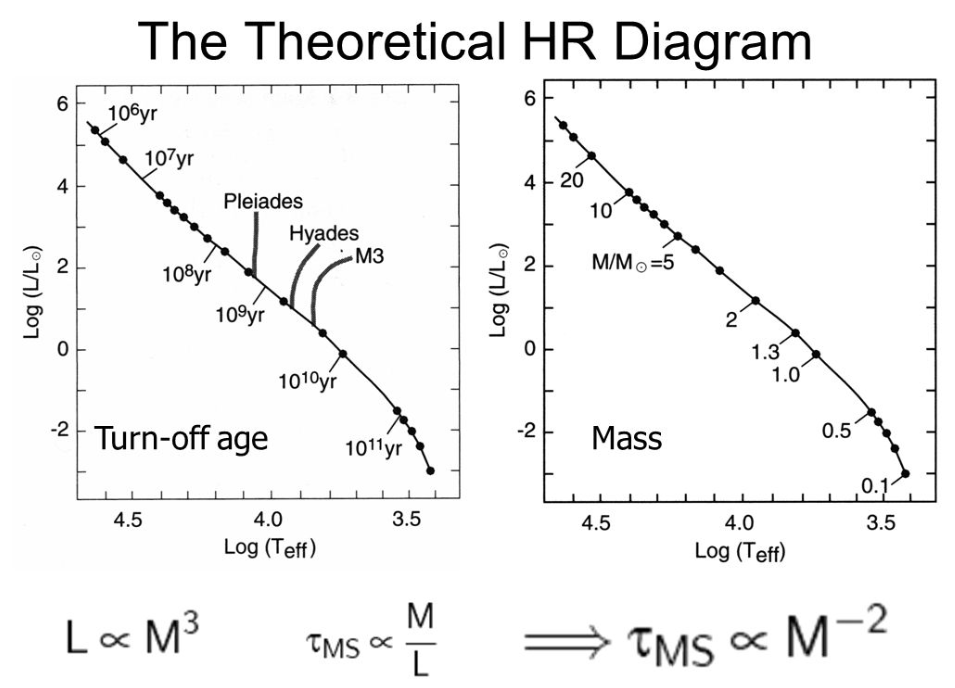 The Theoretical HR Diagram
6
4
2
0
-2
Log (L/L☉)
10⁶yr
10⁷yr
Pleiades
Hyades
M3
10⁸yr
10⁹yr
10¹⁰yr
10¹¹yr
Turn-off age
4.5 4.0 3.5
Log (Teff)
6
4
2
0
-2
Log (L/L☉)
20
10
M/M☉=5
2
1.3
1.0
0.5
0.1
Mass
4.5 4.0 3.5
Log (Teff)
L ∝ M³ τMS ∝ M/L ⟹ τMS ∝ M⁻²